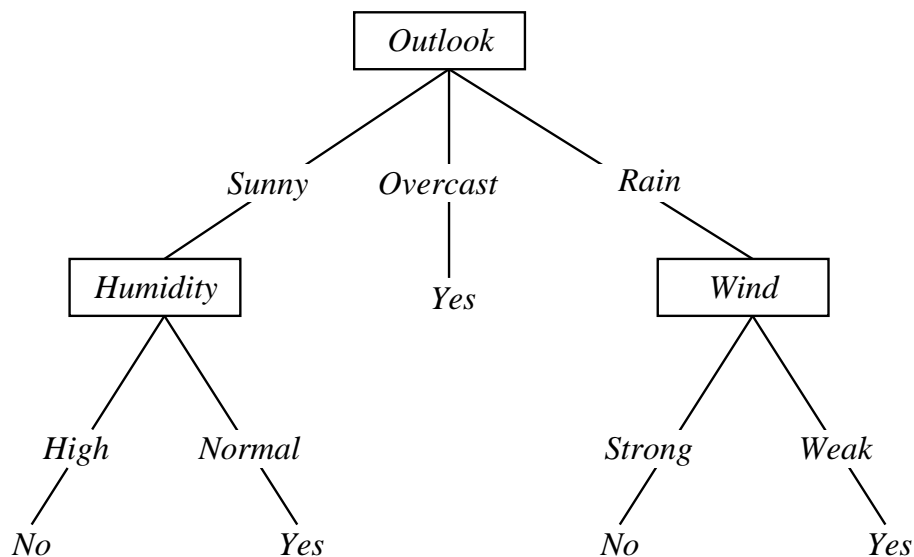 Outlook
Sunny Overcast Rain
Humidity Yes Wind
High Normal Strong Weak
No Yes No Yes